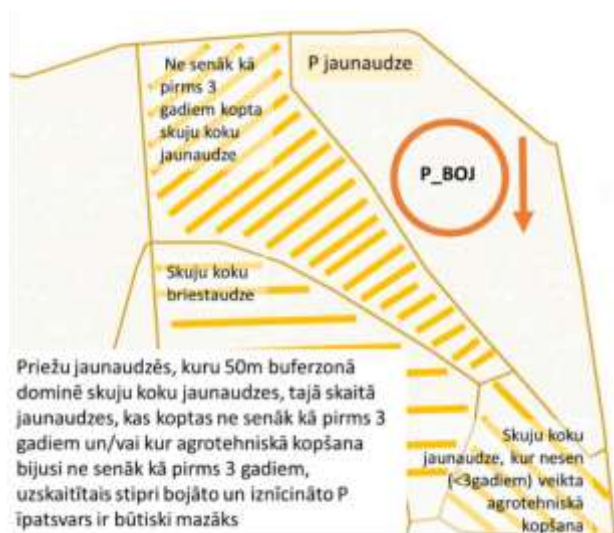 Ne senāk kā
pirms 3
gadiem kopta
skuju koku
jaunaudze
P jaunaudze
P_BOJ
Skuju koku
briestaudze
Priežu jaunaudzēs, kuru 50m buferzonā
dominē skuju koku jaunaudzes, tajā skaitā
jaunaudzes, kas koptas ne senāk kā pirms 3
gadiem un/vai kur agrotehniskā kopšana
bijusi ne senāk kā pirms 3 gadiem,
uzskaitītais stipri bojāto un iznīcināto P
īpatsvars ir būtiski mazāks
Skuju koku
jaunaudze, kur nesen
(<3gadiem) veikta
agrotehniskā
kopšana